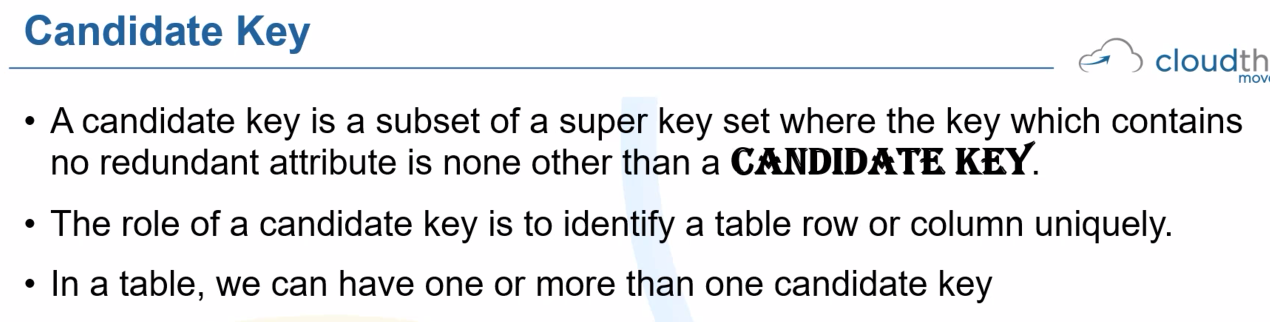 Candidate Key
cloudth
move
• A candidate key is a subset of a super key set where the key which contains
no redundant attribute is none other than a CANDIDATE KEY.
• The role of a candidate key is to identify a table row or column uniquely.
• In a table, we can have one or more than one candidate key